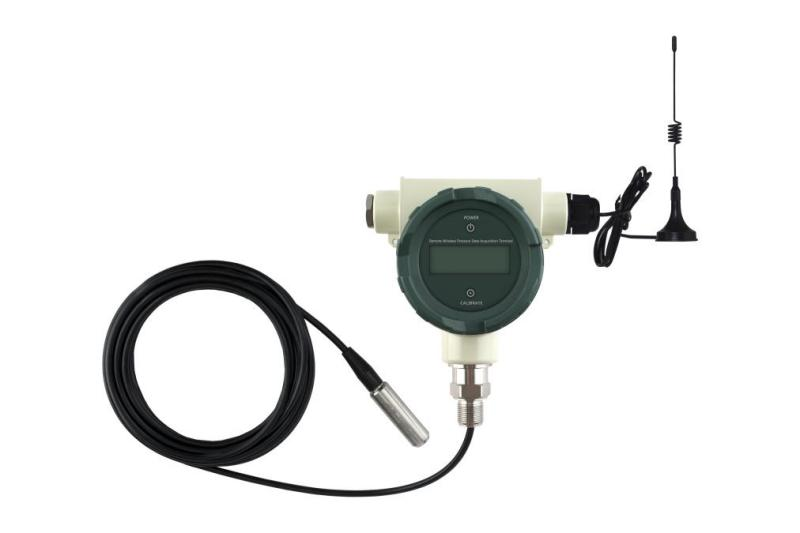 POWER
Remote Wireless Pressure Data Acquisition Terminal
CALIBRATE